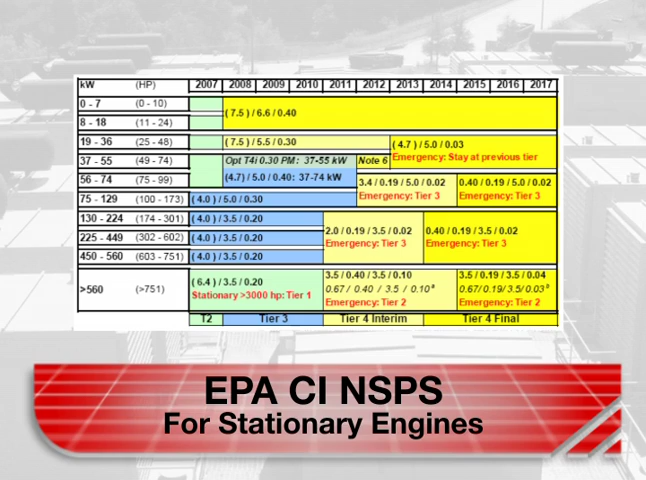 kW (HP) 2007 2008 2009 2010 2011 2012 2013 2014 2015 2016 2017
0 - 7 (0 - 10)
( 7.5 ) / 6.6 / 0.40
8 - 18 (11 - 24)
19 - 36 (25 - 48) ( 7.5 ) / 5.5 / 0.30 ( 4.7 ) / 5.0 / 0.03
37 - 55 (49 - 74) Opt T4i 0.30 PM: 37-55 kW Note 6 Emergency: Stay at previous tier
56 - 74 (75 - 99) (4.7) / 5.0 / 0.40: 37-74 kW 3.4 / 0.19 / 5.0 / 0.02 0.40 / 0.19 / 5.0 / 0.02
75 - 129 (100 - 173) ( 4.0 ) / 5.0 / 0.30 Emergency: Tier 3 Emergency: Tier 3
130 - 224 (174 - 301) ( 4.0 ) / 3.5 / 0.20
2.0 / 0.19 / 3.5 / 0.02 0.40 / 0.19 / 3.5 / 0.02
225 - 449 (302 - 602) ( 4.0 ) / 3.5 / 0.20 Emergency: Tier 3 Emergency: Tier 3
450 - 560 (603 - 751) ( 4.0 ) / 3.5 / 0.20
3.5 / 0.40 / 3.5 / 0.10 3.5 / 0.19 / 3.5 / 0.04
>560 (>751) ( 6.4 ) / 3.5 / 0.20 0.67 / 0.40 / 3.5 / 0.10 0.67/ 0.19/ 3.5/ 0.03
Stationary >3000 hp: Tier 1 Emergency: Tier 2 Emergency: Tier 2
T2 Tier 3 Tier 4 Interim Tier 4 Final
EPA CI NSPS
For Stationary Engines